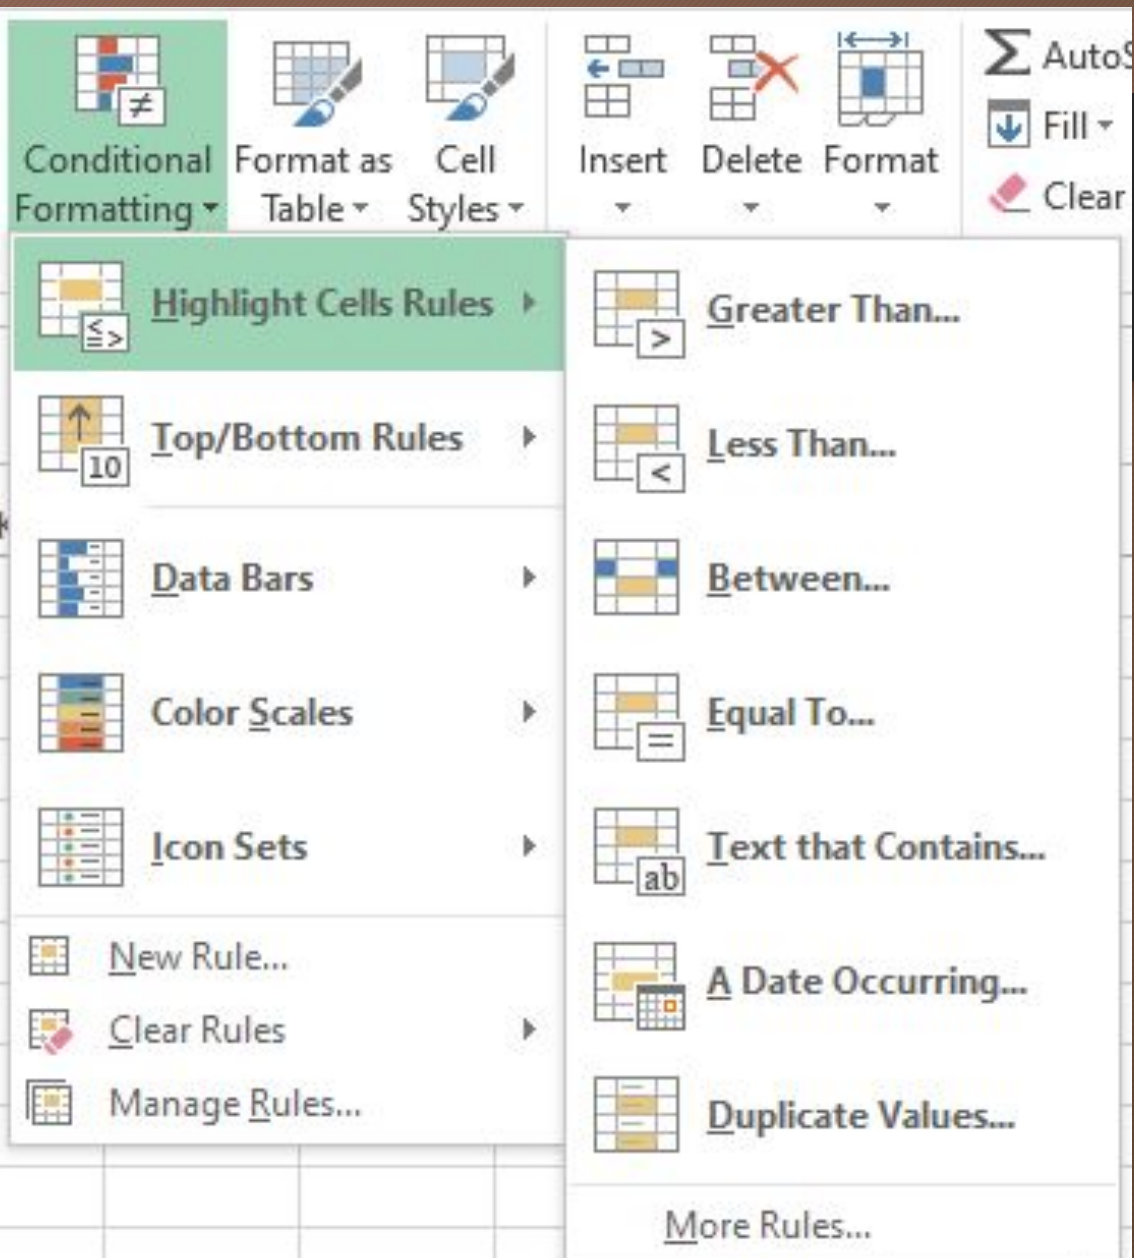 Conditional Formatting
Format as Table
Cell Styles
Insert
Delete
Format
AutoS
Fill
Clear
Highlight Cells Rules
Top/Bottom Rules
10
Data Bars
Color Scales
Icon Sets
New Rule...
Clear Rules
Manage Rules...
Greater Than...
>
Less Than...
<
Between...
Equal To...
=
Text that Contains...
ab
A Date Occurring...
Duplicate Values...
More Rules...